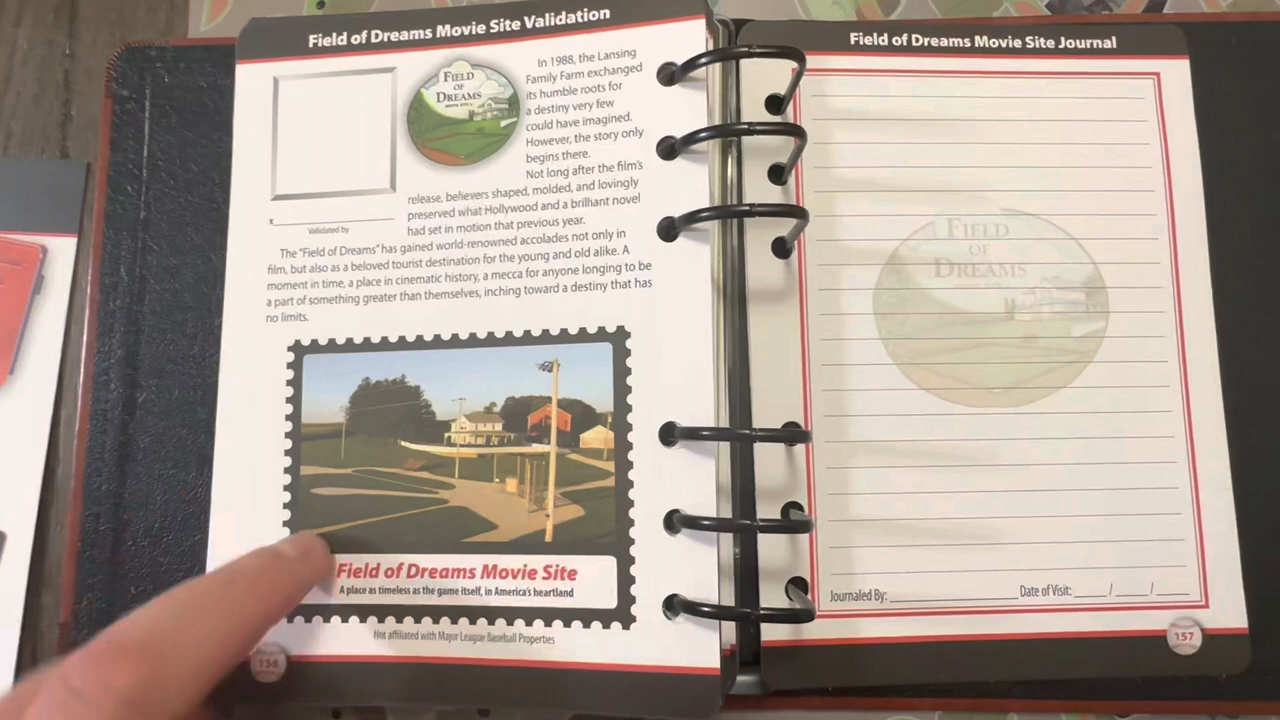 Field of Dreams Movie Site Validation
FIELD
OF
DREAMS
In 1988, the Lansing
Family Farm exchanged
its humble roots for
a destiny very few
could have imagined.
However, the story only
begins there.
Not long after the film's
release, believers shaped, molded, and lovingly
preserved what Hollywood and a brilliant novel
had set in motion that previous year.
x
Validated by
The "Field of Dreams" has gained world-renowned accolades not only in
film, but also as a beloved tourist destination for the young and old alike. A
moment in time, a place in cinematic history, a mecca for anyone longing to be
a part of something greater than themselves, inching toward a destiny that has
no limits.
Field of Dreams Movie Site
A place as timeless as the game itself, in America's heartland
Not affiliated with Major League Baseball Properties
156
Field of Dreams Movie Site Journal
FIELD
OF
DREAMS
Journaled By: Date of Visit: / /
157